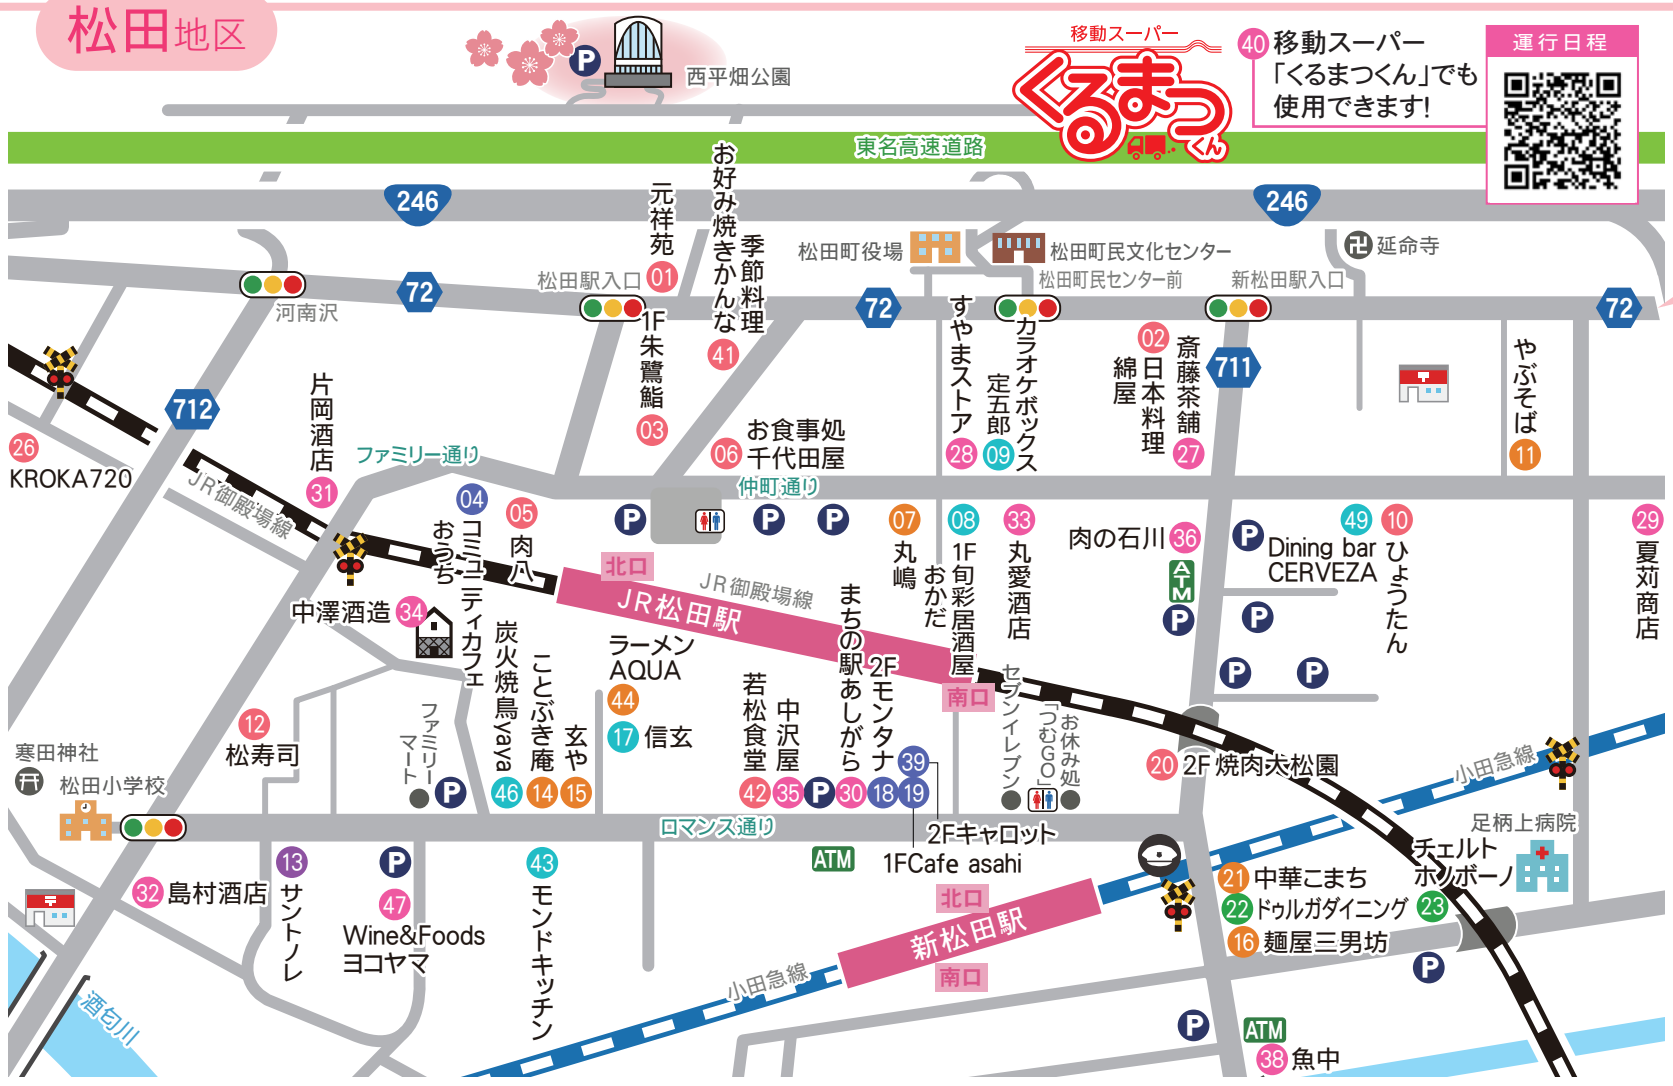 松田地区
西平畑公園
移動スーパー
くるまつくん
40 移動スーパー
「くるまつくん」でも
使用できます!
運行日程
東名高速道路
246
246
元祥苑
01
お好み焼きかんな
季節料理
41
松田町役場
松田町民文化センター
延命寺
松田駅入口
松田町民センター前
新松田駅入口
72
72
72
河南沢
1F
朱鷺鮨
03
すやまストア
28
カラオケボックス
定五郎
09
02
日本料理
綿屋
斎藤茶舗
27
711
やぶそば
11
712
片岡酒店
31
26
KROKA720
ファミリー通り
お食事処
06 千代田屋
仲町通り
JR御殿場線
04
コミュニティカフェ
おうち
05
肉八
P
P
P
07
丸嶋
08
1F旬彩居酒屋
おかだ
33
丸愛酒店
肉の石川 36
ATM
P
P
49
Dining bar
CERVEZA
10
ひょうたん
29
夏苅商店
P
P
P
P
北口
JR松田駅
JR御殿場線
南口
中澤酒造 34
炭火焼鳥yaya
46
ことぶき庵
14
玄や
15
ラーメン
AQUA
44
17 信玄
若松食堂
42
中沢屋
35
P
まちの駅あしがら
30
2F
モンタナ
18
39
19
2Fキャロット
1FCafe asahi
セブンイレブン
お休み処
「つむGO」
20 2F 焼肉大松園
小田急線
12
松寿司
ファミリー
マート
P
寒田神社
松田小学校
ロマンス通り
ATM
足柄上病院
チェルト
ホノボーノ
23
21 中華こまち
22 ドゥルガダイニング
16 麺屋三男坊
32 島村酒店
13
サントノレ
P
47
Wine&Foods
ヨコヤマ
43
モンドキッチン
北口
新松田駅
南口
小田急線
酒匂川
P
P
ATM
38 魚中